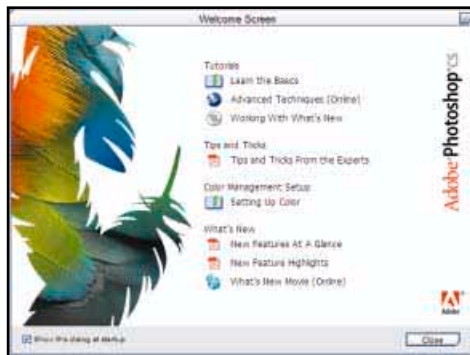 Welcome Screen
Tutorials
Learn the Basics
Advanced Techniques (Online)
Working With What's New
Tips and Tricks
Tips and Tricks From the Experts
Color Management Setup
Setting Up Color
What's New
New Features At A Glance
New Feature Highlights
What's New Movie (Online)
Adobe Photoshop CS
Adobe
Show this dialog at startup
Close